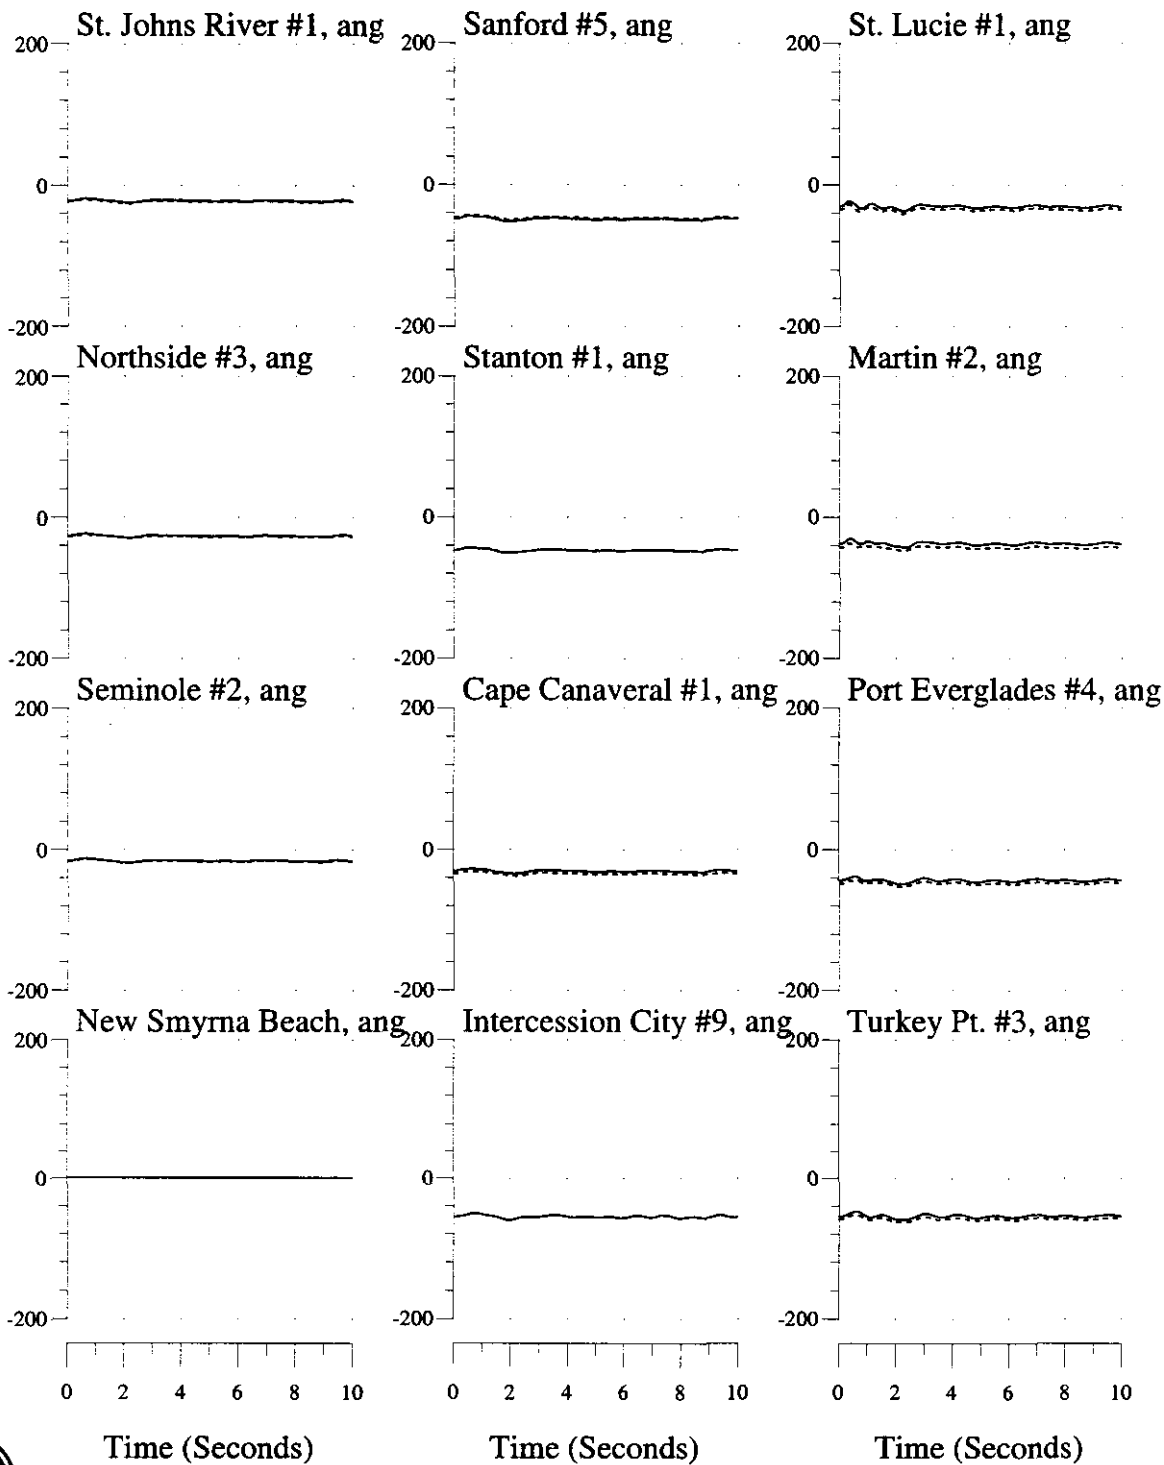 St. Johns River #1, ang
200
0
-200
Sanford #5, ang
200
0
-200
St. Lucie #1, ang
200
0
-200
Northside #3, ang
200
0
-200
Stanton #1, ang
200
0
-200
Martin #2, ang
200
0
-200
Seminole #2, ang
200
0
-200
Cape Canaveral #1, ang
200
0
-200
Port Everglades #4, ang
200
0
-200
New Smyrna Beach, ang
200
0
-200
Intercession City #9, ang
200
0
-200
Turkey Pt. #3, ang
200
0
-200
0 2 4 6 8 10
Time (Seconds)
0 2 4 6 8 10
Time (Seconds)
0 2 4 6 8 10
Time (Seconds)